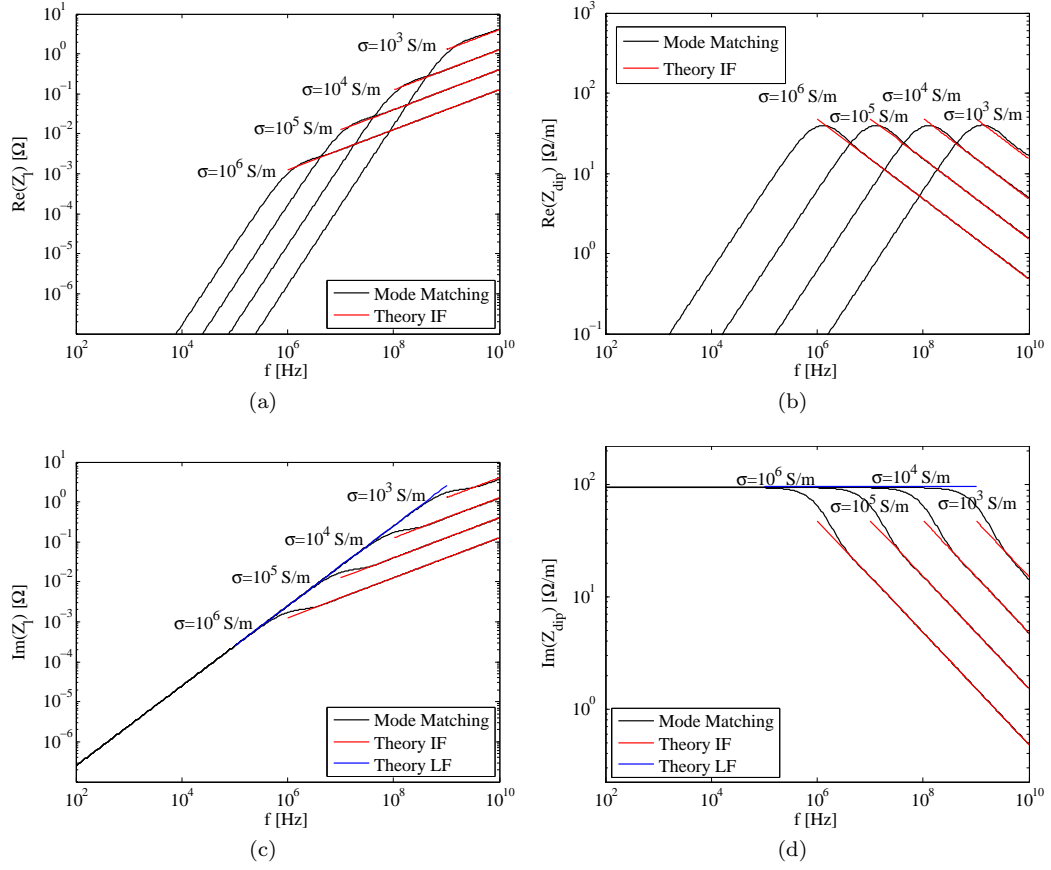 Re(Z_l) [Ω]
10^1
10^0
10^−1
10^−2
10^−3
10^−4
10^−5
10^−6
σ=10^3 S/m
σ=10^4 S/m
σ=10^5 S/m
σ=10^6 S/m
Mode Matching
Theory IF
10^2 10^4 10^6 10^8 10^10
f [Hz]
(a)
Re(Z_dip) [Ω/m]
10^3
10^2
10^1
10^0
10^−1
Mode Matching
Theory IF
σ=10^6 S/m
σ=10^5 S/m
σ=10^4 S/m
σ=10^3 S/m
10^2 10^4 10^6 10^8 10^10
f [Hz]
(b)
Im(Z_l) [Ω]
10^1
10^0
10^−1
10^−2
10^−3
10^−4
10^−5
10^−6
σ=10^3 S/m
σ=10^4 S/m
σ=10^5 S/m
σ=10^6 S/m
Mode Matching
Theory IF
Theory LF
10^2 10^4 10^6 10^8 10^10
f [Hz]
(c)
Im(Z_dip) [Ω/m]
10^2
10^1
10^0
σ=10^6 S/m
σ=10^4 S/m
σ=10^5 S/m
σ=10^3 S/m
Mode Matching
Theory IF
Theory LF
10^2 10^4 10^6 10^8 10^10
f [Hz]
(d)